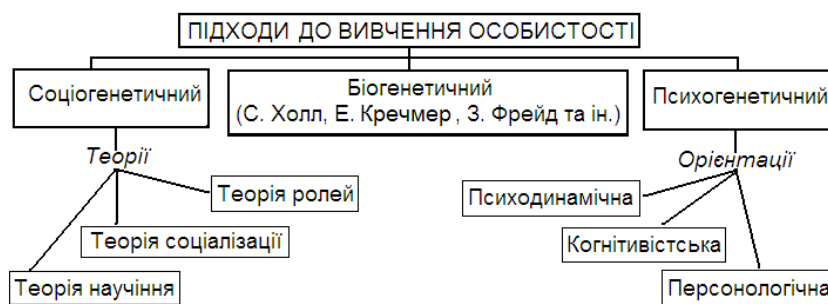 ПІДХОДИ ДО ВИВЧЕННЯ ОСОБИСТОСТІ
Соціогенетичний
Біогенетичний
(С. Холл, Е. Кречмер , З. Фрейд та ін.)
Психогенетичний
Теорії
Орієнтації
Теорія ролей
Психодинамічна
Теорія соціалізації
Когнітивістська
Теорія научіння
Персонологічна